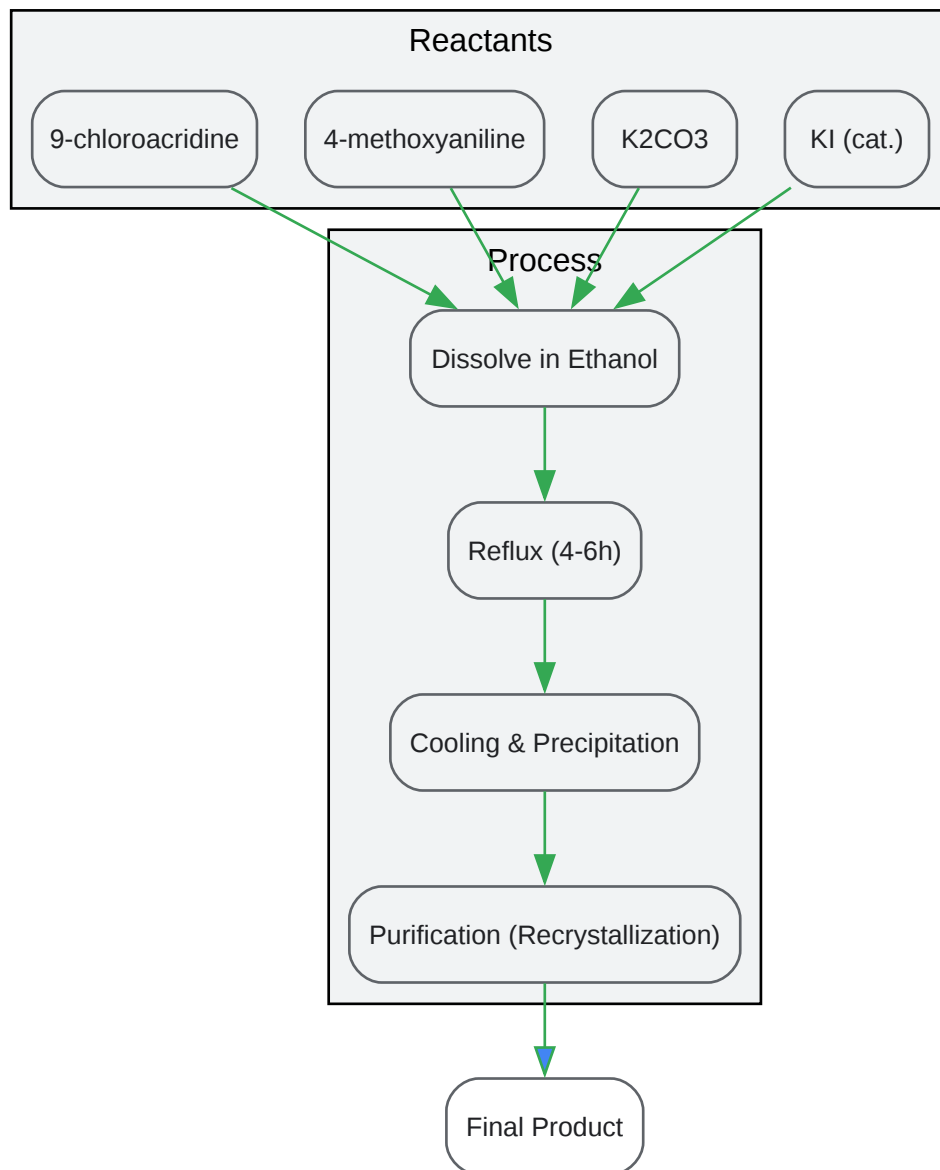 Reactants
9-chloroacridine
4-methoxyaniline
K2CO3
KI (cat.)
Process
Dissolve in Ethanol
Reflux (4-6h)
Cooling & Precipitation
Purification (Recrystallization)
Final Product